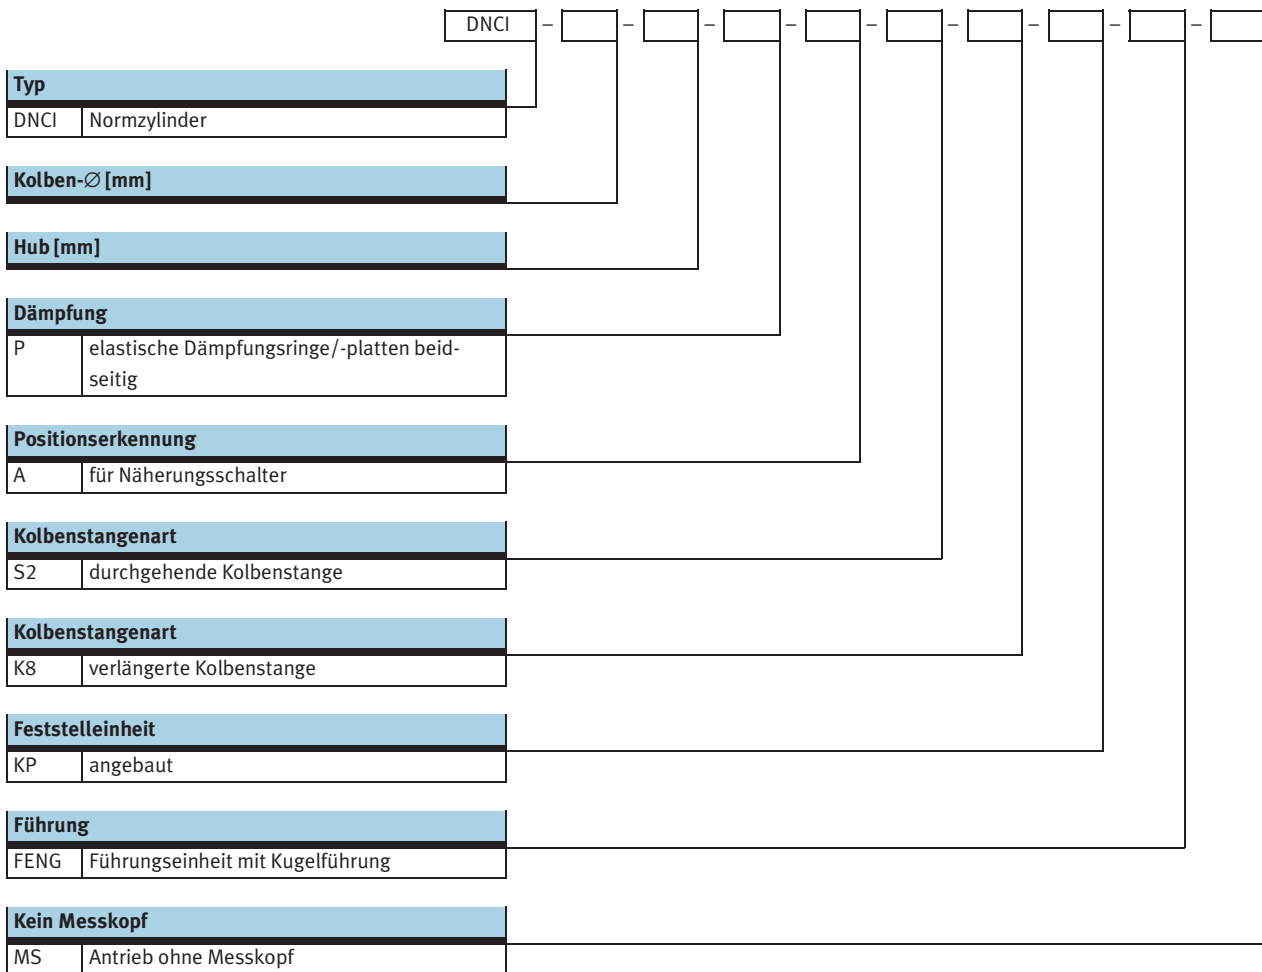 DNCI – – – – – – – – –
Typ
DNCI Normzylinder
Kolben-∅ [mm]
Hub [mm]
Dämpfung
P elastische Dämpfungsringe/-platten beid-
seitig
Positionserkennung
A für Näherungsschalter
Kolbenstangenart
S2 durchgehende Kolbenstange
Kolbenstangenart
K8 verlängerte Kolbenstange
Feststelleinheit
KP angebaut
Führung
FENG Führungseinheit mit Kugelführung
Kein Messkopf
MS Antrieb ohne Messkopf